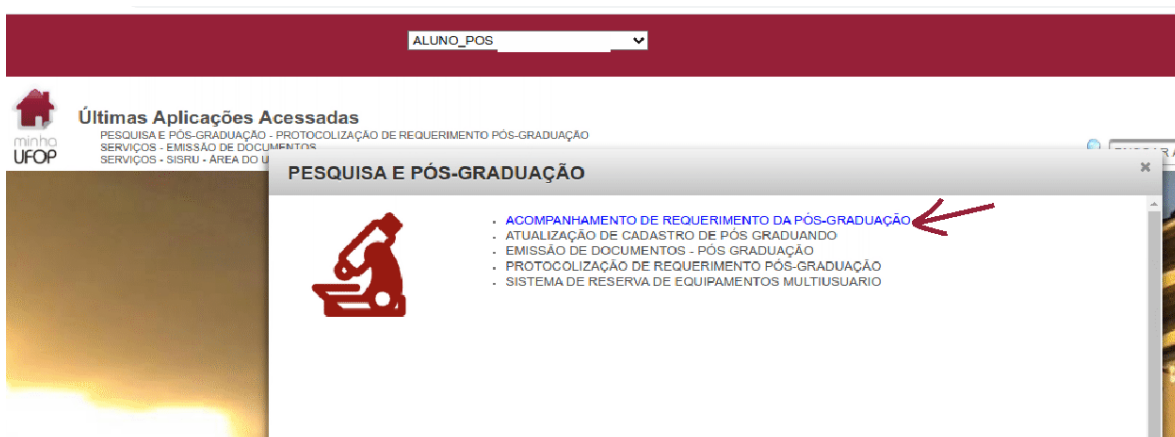 ALUNO_POS
Últimas Aplicações Acessadas
PESQUISA E PÓS-GRADUAÇÃO - PROTOCOLIZAÇÃO DE REQUERIMENTO PÓS-GRADUAÇÃO
SERVIÇOS - EMISSÃO DE DOCUMENTOS
SERVIÇOS - SISRU - ÁREA DO U
minha
UFOP
PESQUISA E PÓS-GRADUAÇÃO
ACOMPANHAMENTO DE REQUERIMENTO DA PÓS-GRADUAÇÃO
ATUALIZAÇÃO DE CADASTRO DE PÓS GRADUANDO
EMISSÃO DE DOCUMENTOS - PÓS GRADUAÇÃO
PROTOCOLIZAÇÃO DE REQUERIMENTO PÓS-GRADUAÇÃO
SISTEMA DE RESERVA DE EQUIPAMENTOS MULTIUSUARIO